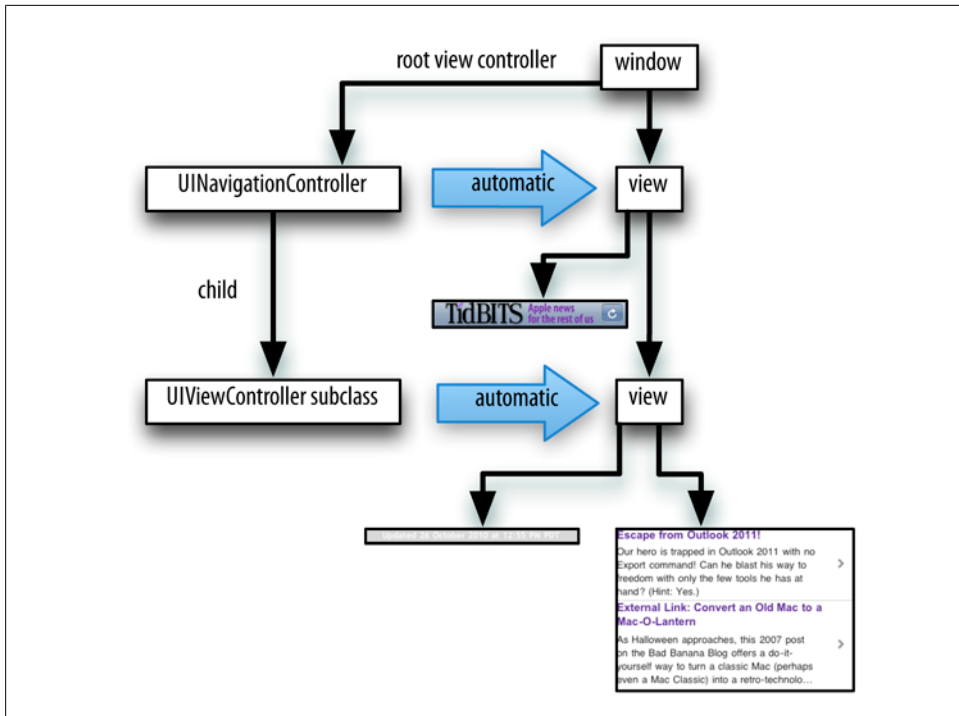 root view controller
window
UINavigationController
automatic
view
child
TidBITS
Apple news
for the rest of us
UIViewController subclass
automatic
view
Updated 26 October 2010 at 12:55 PM PDT
Escape from Outlook 2011!
Our hero is trapped in Outlook 2011 with no
Export command! Can he blast his way to
freedom with only the few tools he has at
hand? (Hint: Yes.)
External Link: Convert an Old Mac to a
Mac-O-Lantern
As Halloween approaches, this 2007 post
on the Bad Banana Blog offers a do-it-
yourself way to turn a classic Mac (perhaps
even a Mac Classic) into a retro-technolo...